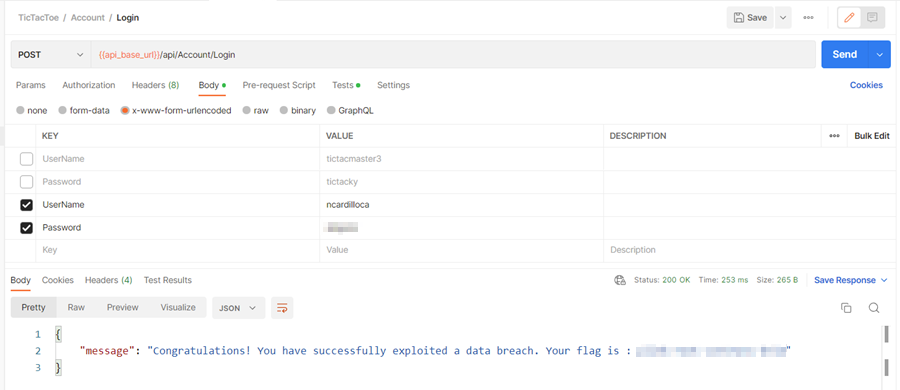 TicTacToe / Account / Login
Save
POST
{{api_base_url}}/api/Account/Login
Send
Params Authorization Headers (8) Body Pre-request Script Tests Settings
Cookies
none form-data x-www-form-urlencoded raw binary GraphQL
KEY VALUE DESCRIPTION
Bulk Edit
UserName tictacmaster3
Password tictacky
UserName ncardilloca
Password
Key Value Description
Body Cookies Headers (4) Test Results
Status: 200 OK Time: 253 ms Size: 265 B Save Response
Pretty Raw Preview Visualize JSON
1 {
2 "message": "Congratulations! You have successfully exploited a data breach. Your flag is : "
3 }